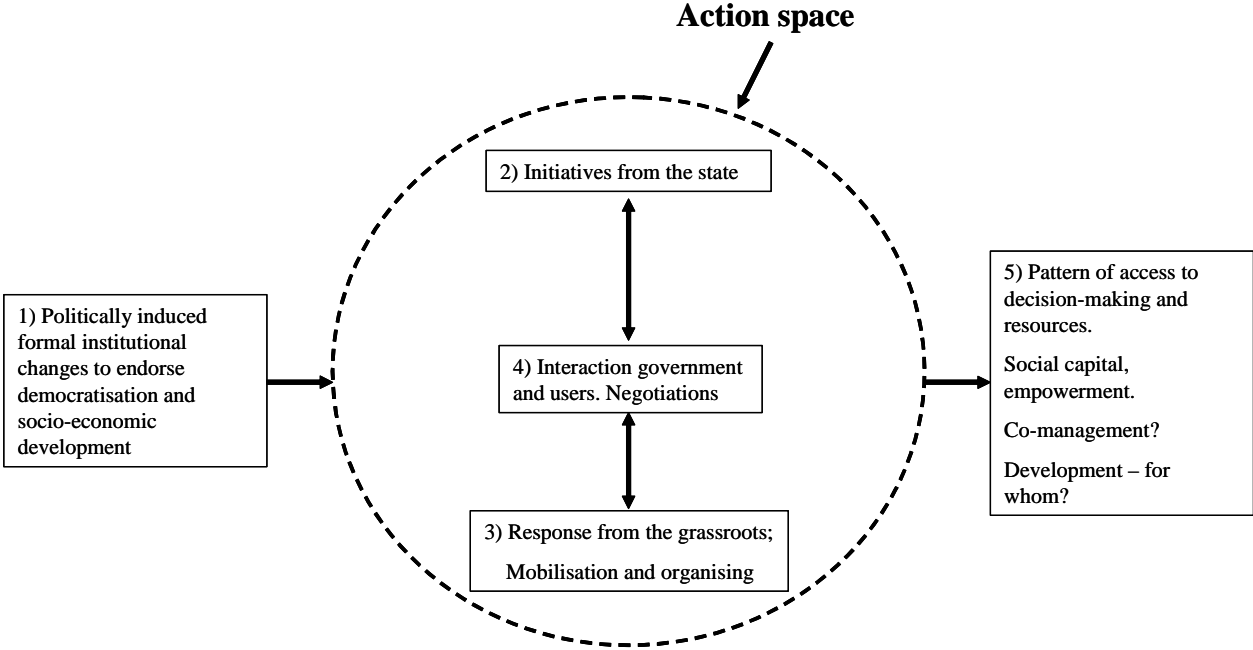 Action space
2) Initiatives from the state
1) Politically induced
formal institutional
changes to endorse
democratisation and
socio-economic
development
4) Interaction government
and users. Negotiations
3) Response from the grassroots;
Mobilisation and organising
5) Pattern of access to
decision-making and
resources.
Social capital,
empowerment.
Co-management?
Development – for
whom?